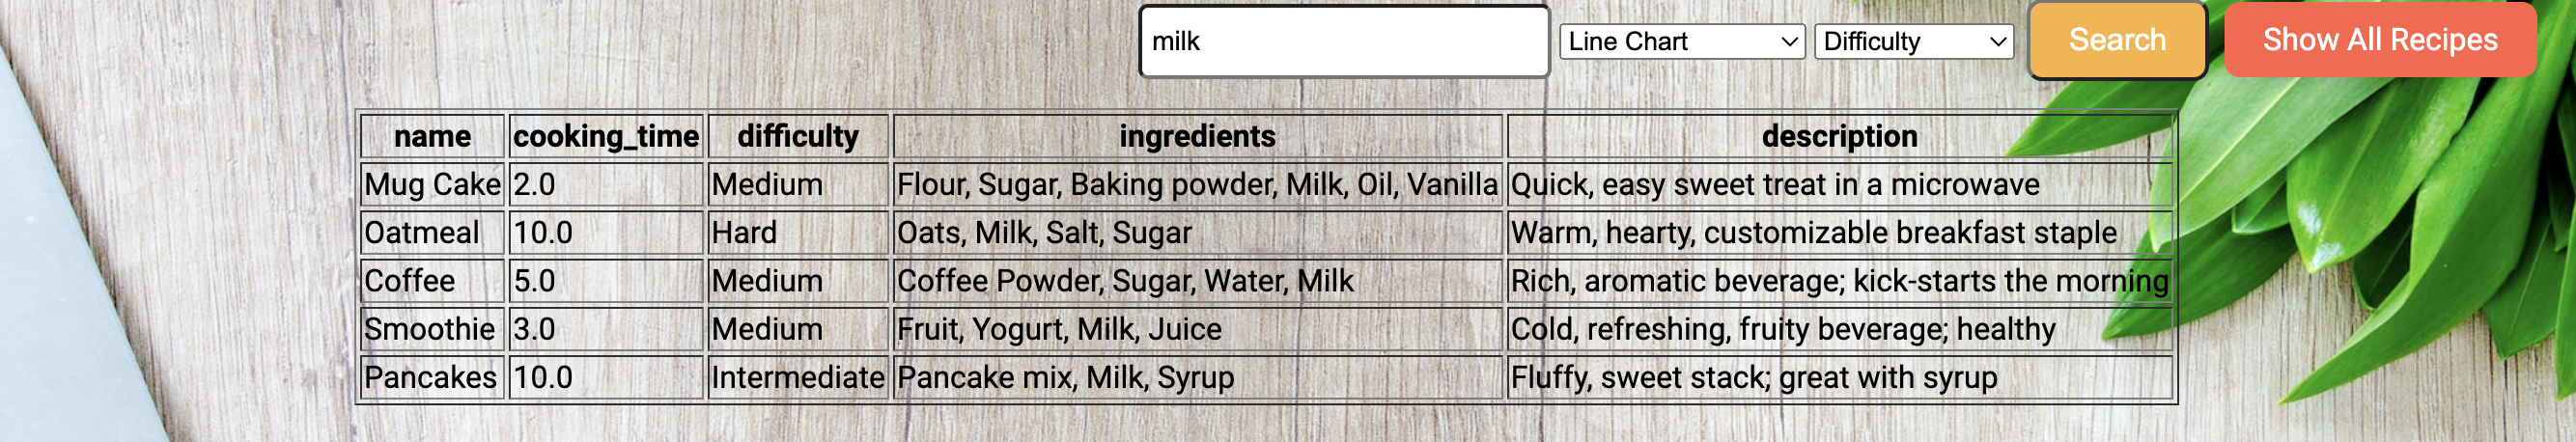 milk Line Chart Difficulty Search Show All Recipes
name cooking_time difficulty ingredients description
Mug Cake 2.0 Medium Flour, Sugar, Baking powder, Milk, Oil, Vanilla Quick, easy sweet treat in a microwave
Oatmeal 10.0 Hard Oats, Milk, Salt, Sugar Warm, hearty, customizable breakfast staple
Coffee 5.0 Medium Coffee Powder, Sugar, Water, Milk Rich, aromatic beverage; kick-starts the morning
Smoothie 3.0 Medium Fruit, Yogurt, Milk, Juice Cold, refreshing, fruity beverage; healthy
Pancakes 10.0 Intermediate Pancake mix, Milk, Syrup Fluffy, sweet stack; great with syrup